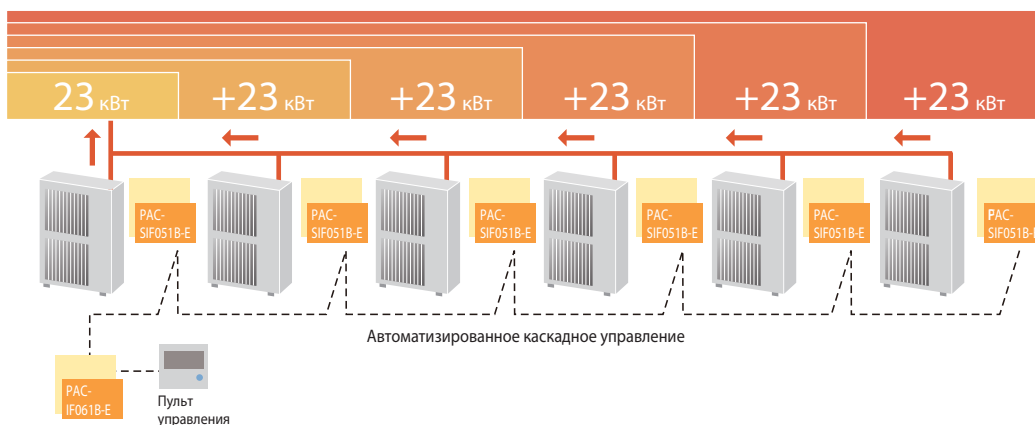 23 кВт
+23 кВт
+23 кВт
+23 кВт
+23 кВт
+23 кВт
PAC-
SIF051B-E
PAC-
SIF051B-E
PAC-
SIF051B-E
PAC-
SIF051B-E
PAC-
SIF051B-E
PAC-
SIF051B-E
Автоматизированное каскадное управление
PAC-
IF061B-E
Пульт
управления